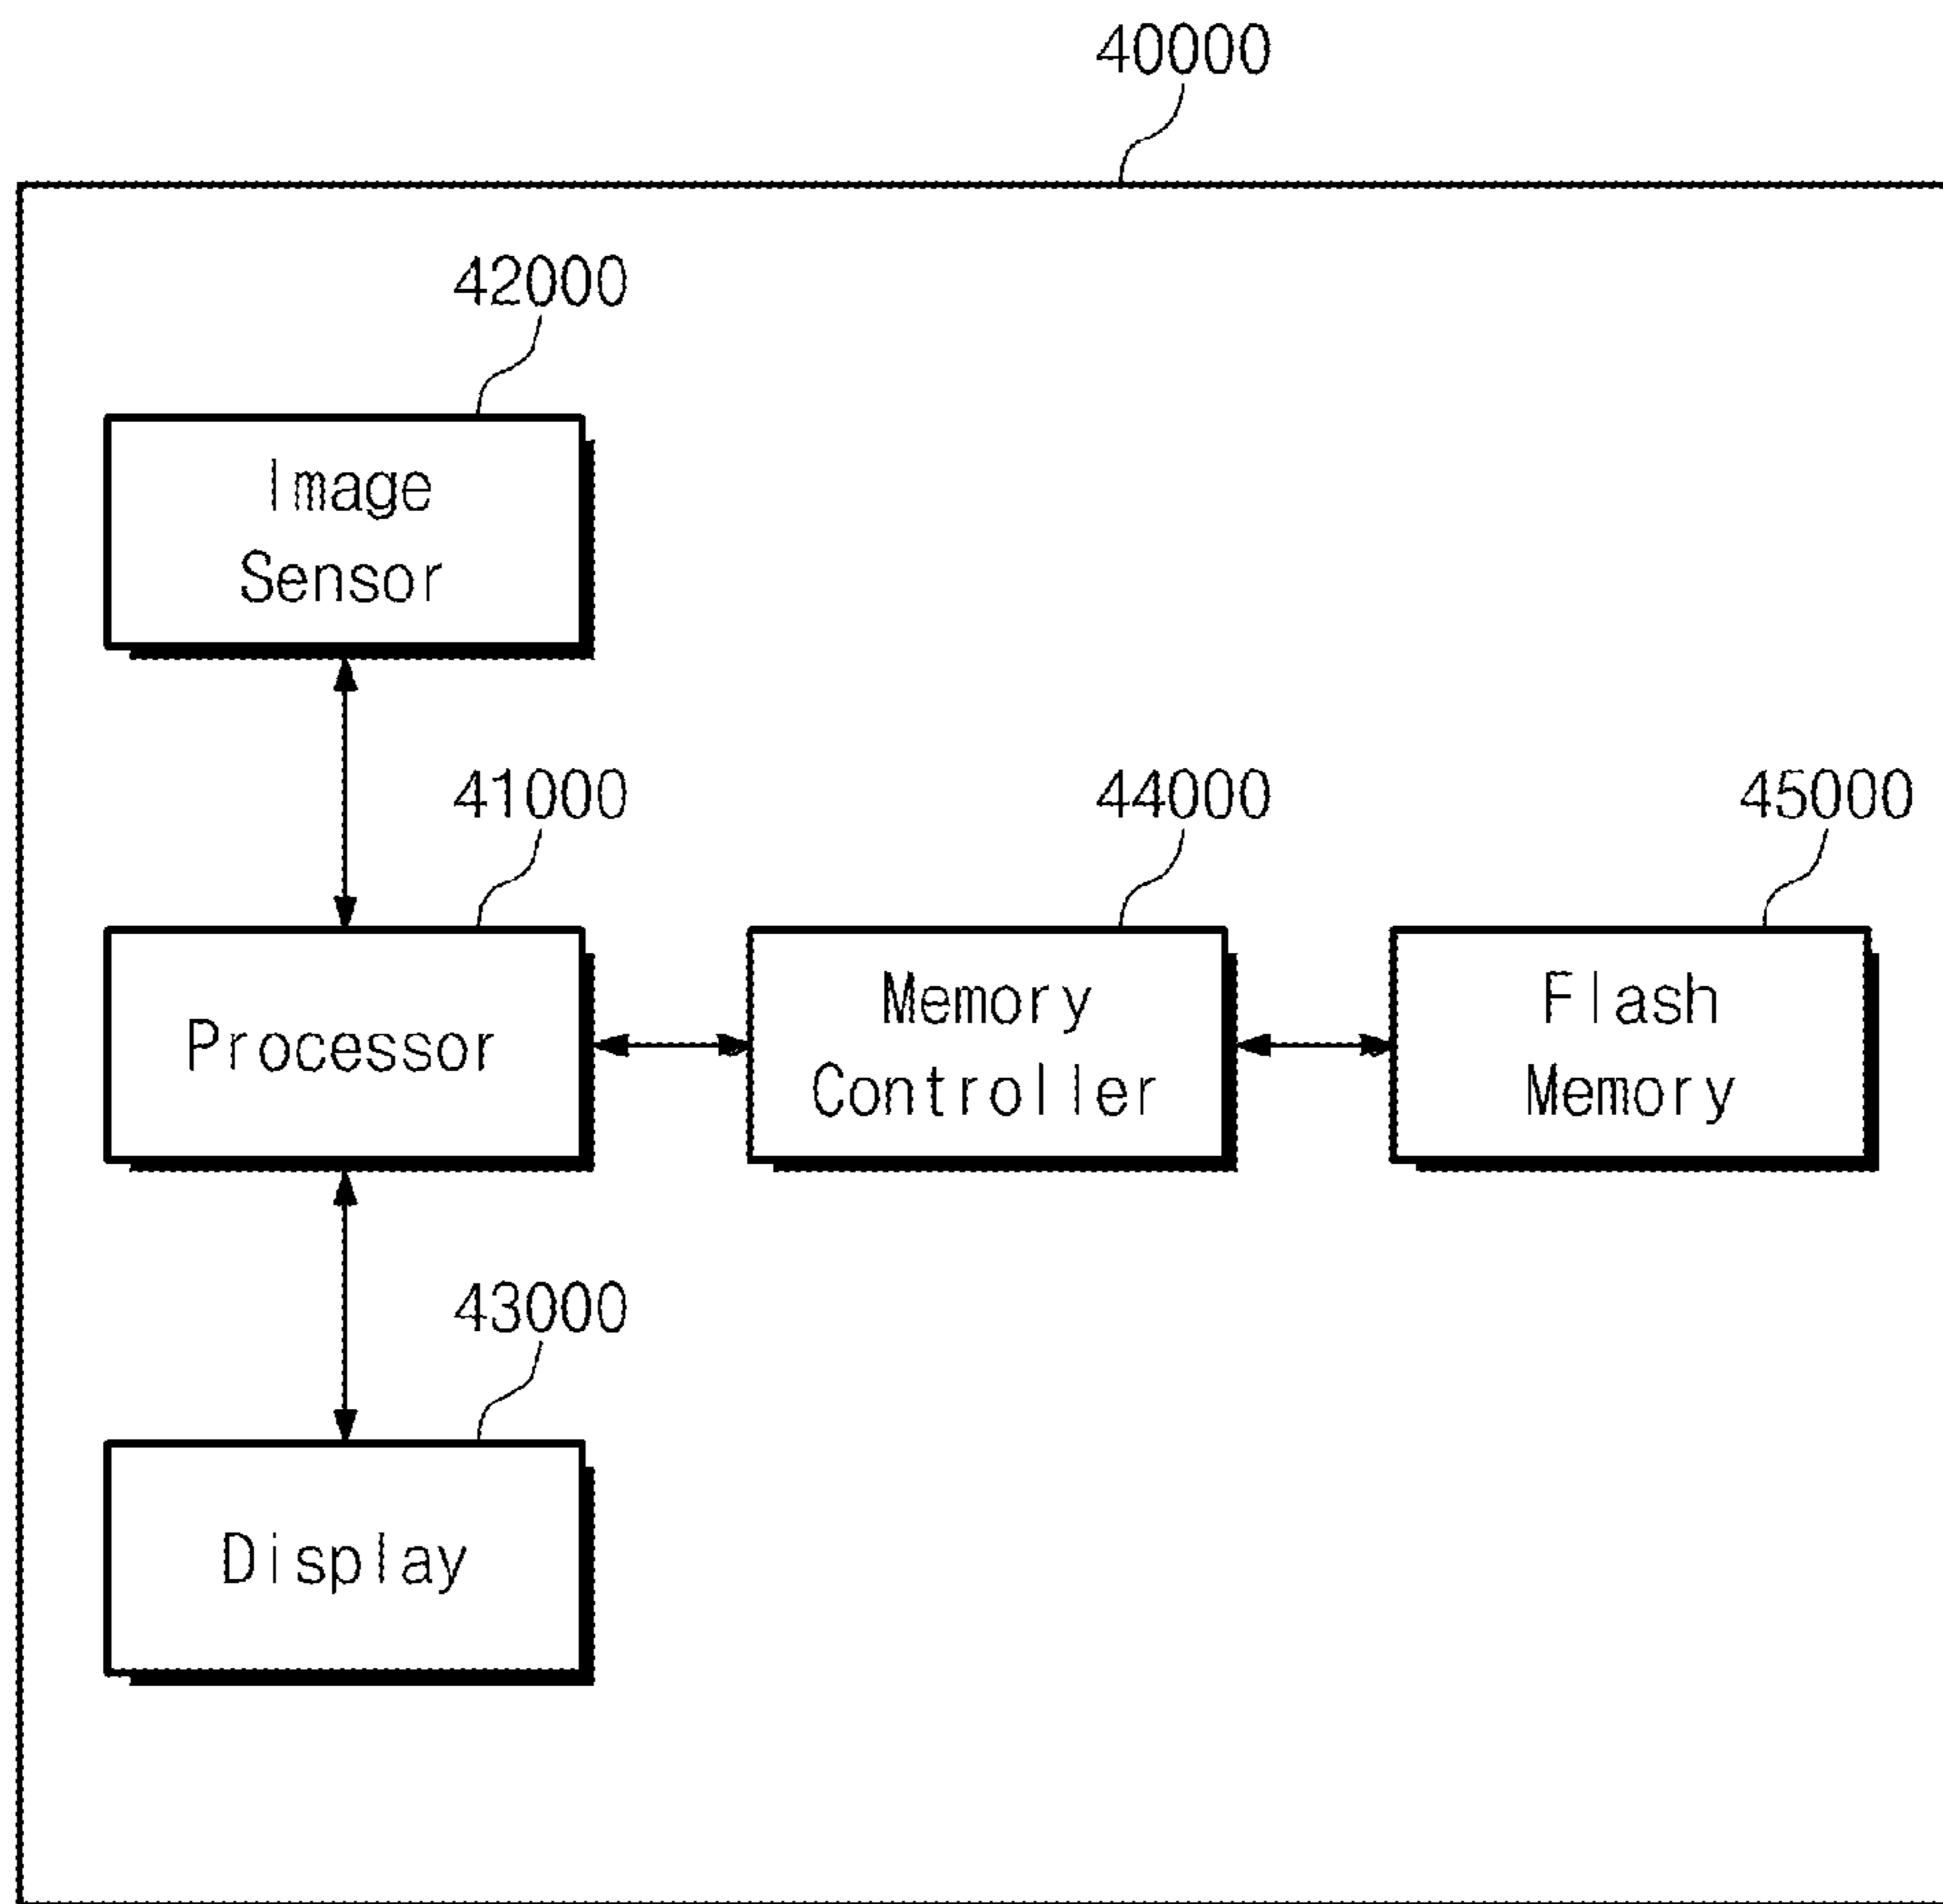 40000
42000
Image
Sensor
41000
44000
45000
Processor
Memory
Controller
Flash
Memory
43000
Display